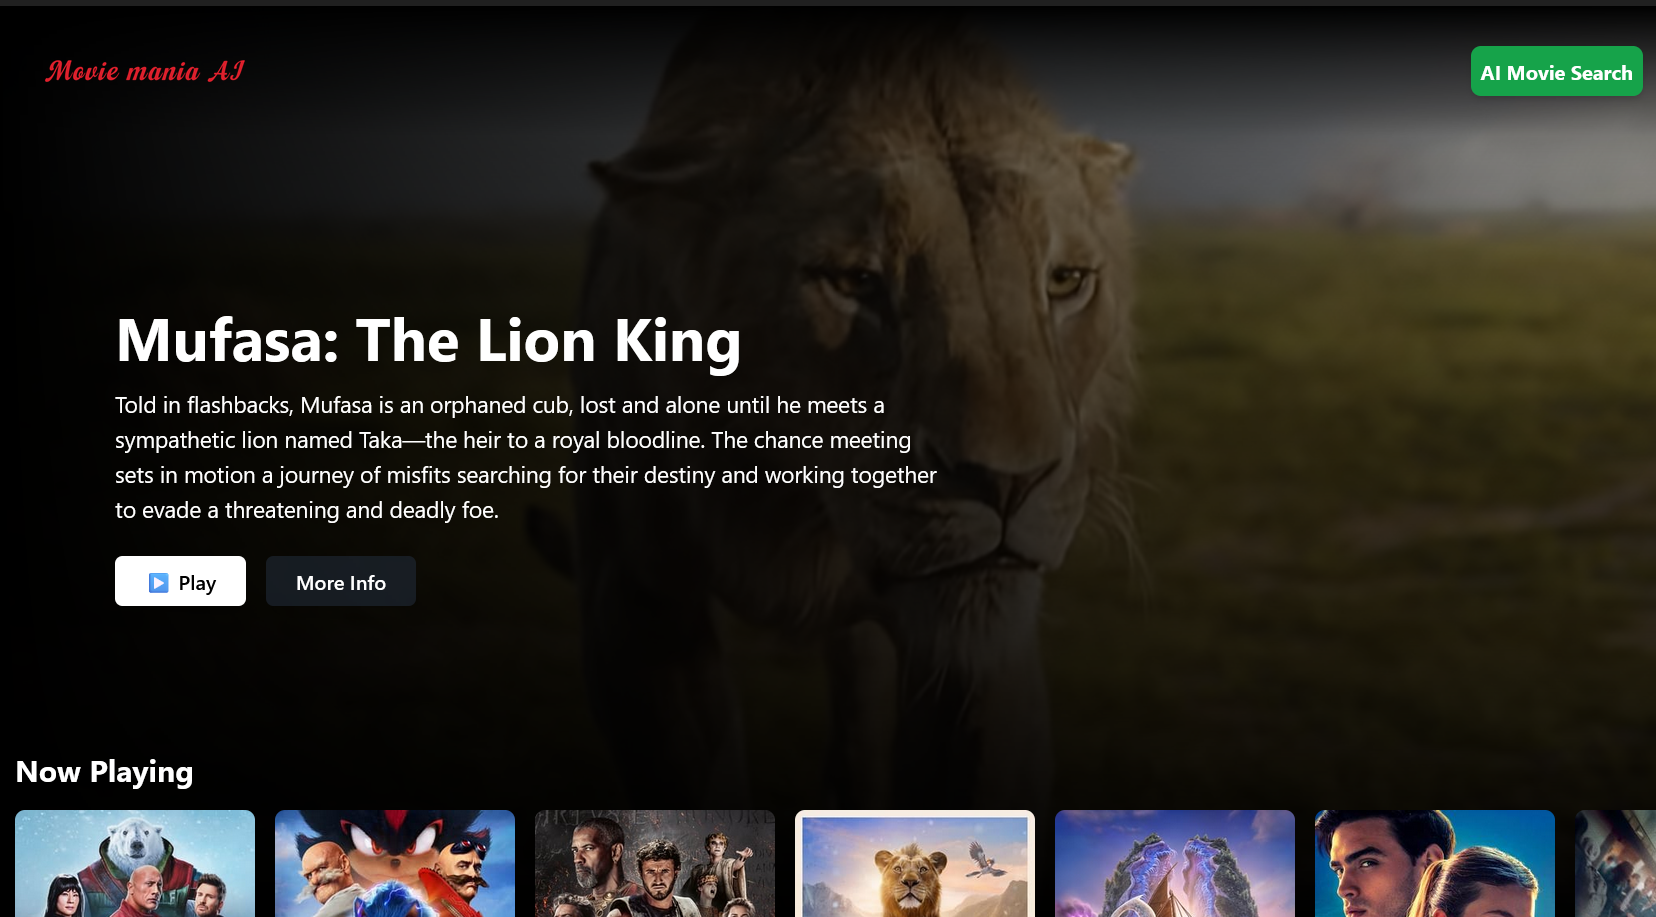 Movie mania AI
AI Movie Search
Mufasa: The Lion King
Told in flashbacks, Mufasa is an orphaned cub, lost and alone until he meets a
sympathetic lion named Taka—the heir to a royal bloodline. The chance meeting
sets in motion a journey of misfits searching for their destiny and working together
to evade a threatening and deadly foe.
Play
More Info
Now Playing